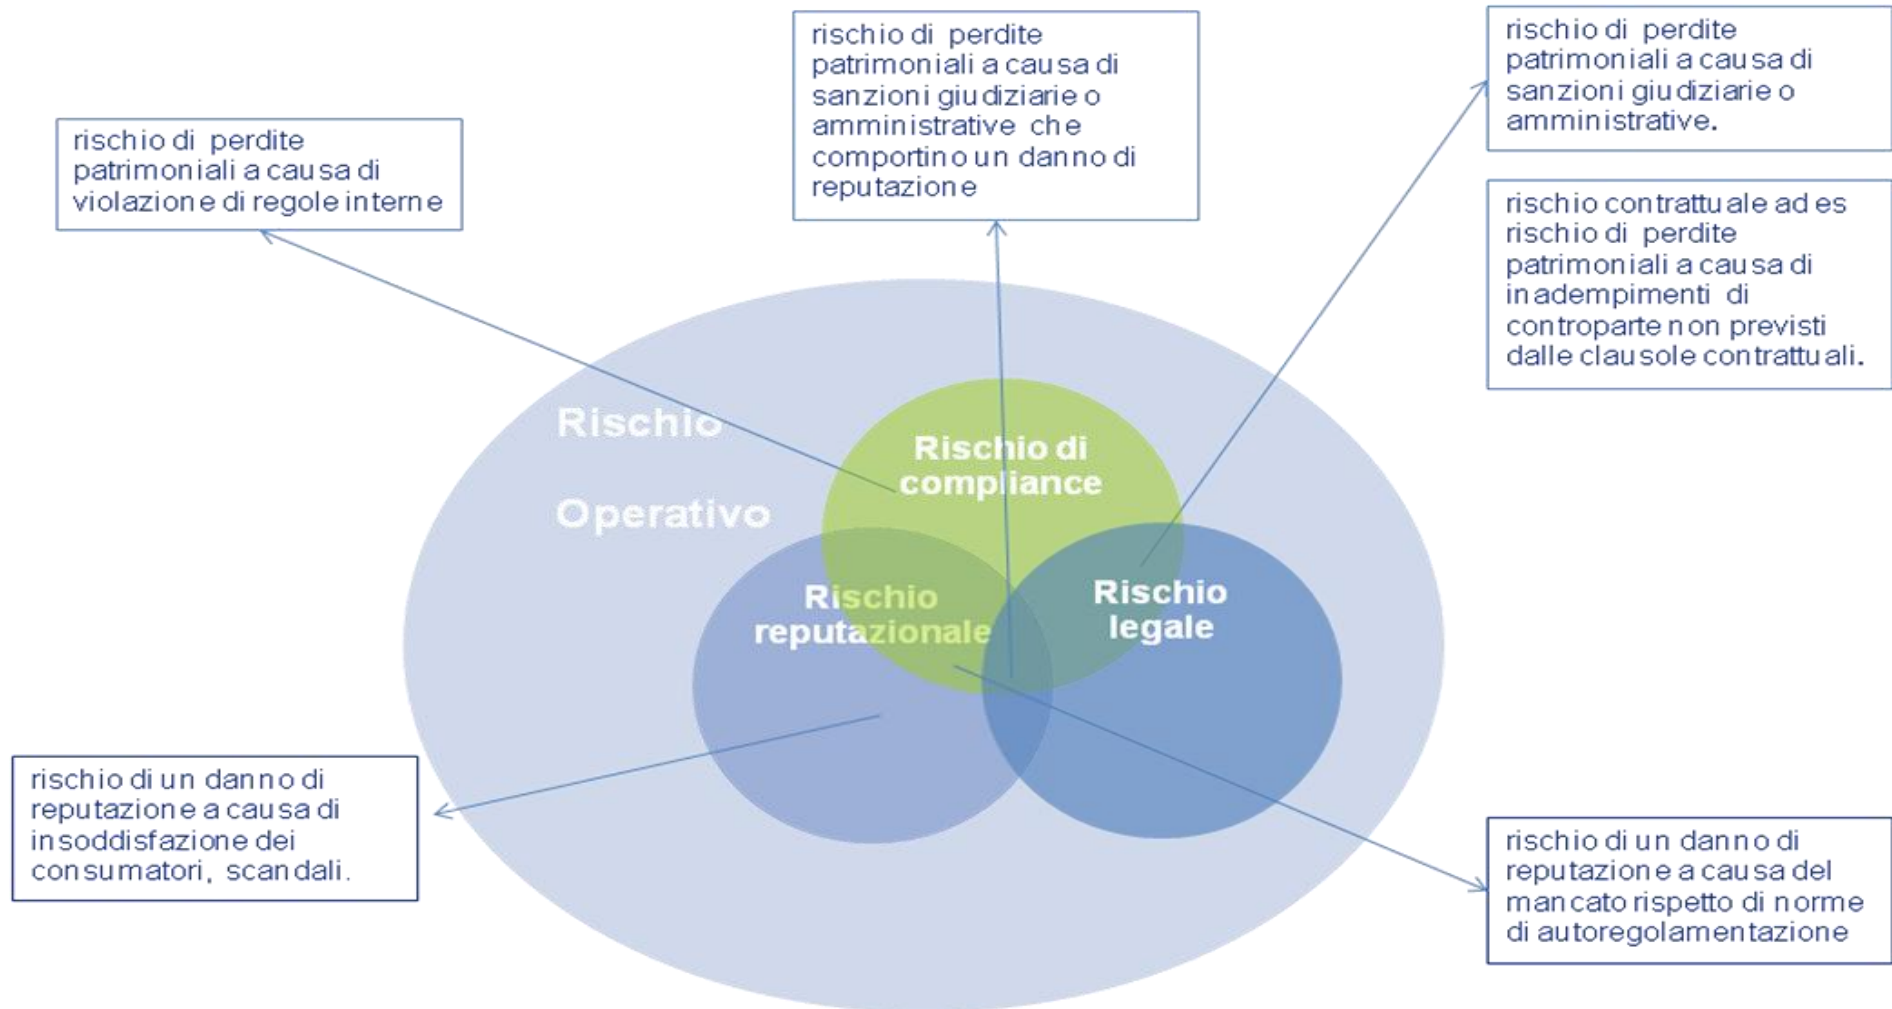 rischio di perdite
patrimoniali a causa di
violazione di regole interne
rischio di perdite
patrimoniali a causa di
sanzioni giudiziarie o
amministrative che
comportino un danno di
reputazione
rischio di perdite
patrimoniali a causa di
sanzioni giudiziarie o
amministrative.
rischio contrattuale ad es
rischio di perdite
patrimoniali a causa di
inadempimenti di
controparte non previsti
dalle clausole contrattuali.
Rischio
Operativo
Rischio di
compliance
Rischio
reputazionale
Rischio
legale
rischio di un danno di
reputazione a causa di
insoddisfazione dei
consumatori, scandali.
rischio di un danno di
reputazione a causa del
mancato rispetto di norme
di autoregolamentazione